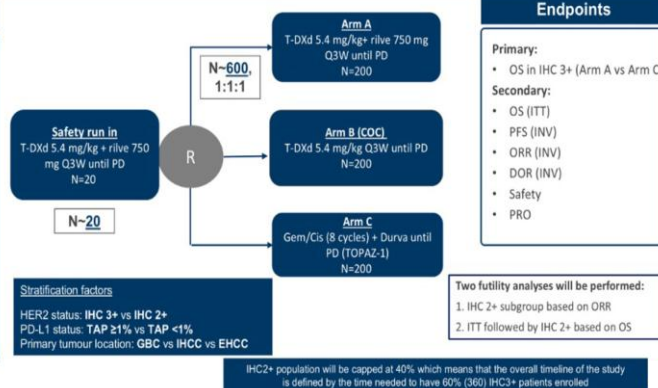 Endpoints
Primary:
• OS in IHC 3+ (Arm A vs Arm C
Secondary:
• OS (ITT)
• PFS (INV)
• ORR (INV)
• DOR (INV)
• Safety
• PRO
Arm A
T-DXd 5.4 mg/kg+ rilve 750 mg
Q3W until PD
N=200
N~600,
1:1:1
Safety run in
T-DXd 5.4 mg/kg + rilve 750
mg Q3W until PD
N=20
R
Arm B (COC)
T-DXd 5.4 mg/kg Q3W until PD
N=200
N~20
Arm C
Gem/Cis (8 cycles) + Durva until
PD (TOPAZ-1)
N=200
Stratification factors
HER2 status: IHC 3+ vs IHC 2+
PD-L1 status: TAP ≥1% vs TAP <1%
Primary tumour location: GBC vs IHCC vs EHCC
Two futility analyses will be performed:
1. IHC 2+ subgroup based on ORR
2. ITT followed by IHC 2+ based on OS
IHC2+ population will be capped at 40% which means that the overall timeline of the study
is defined by the time needed to have 60% (360) IHC3+ patients enrolled